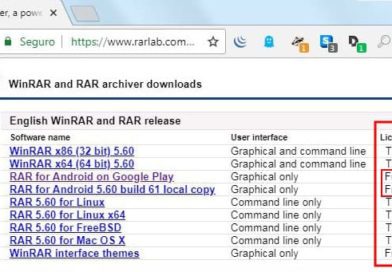 er, a powe
Seguro | https://www.rarlab.com...
1 3 1
WinRAR and RAR archiver downloads
English WinRAR and RAR release
Software name User interface Lic
WinRAR x86 (32 bit) 5.60 Graphical and command line T
WinRAR x64 (64 bit) 5.60 Graphical and command line T
RAR for Android on Google Play Graphical only F
RAR for Android 5.60 build 61 local copy Graphical only F
RAR 5.60 for Linux Command line only T
RAR 5.60 for Linux x64 Command line only T
RAR 5.60 for FreeBSD Command line only T
RAR 5.60 for Mac OS X Command line only T
WinRAR interface themes Graphical only F